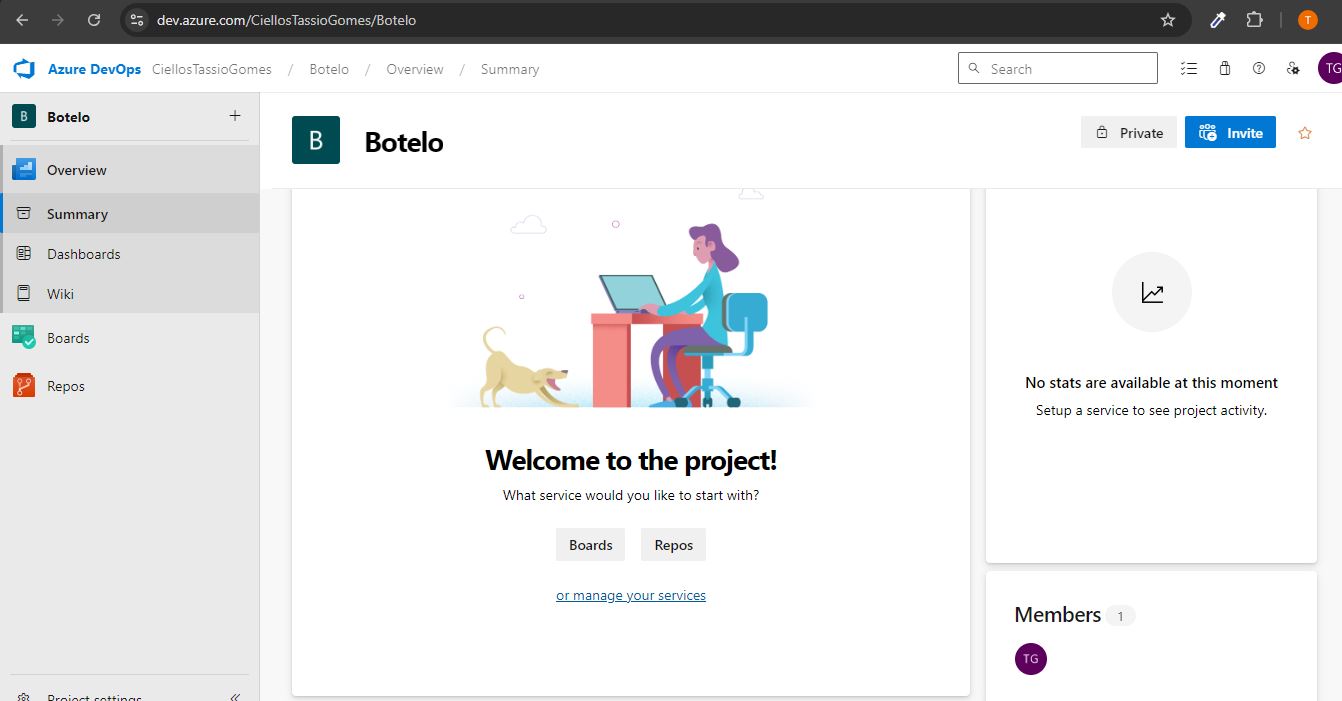 dev.azure.com/CiellosTassioGomes/Botelo
T
Azure DevOps CiellosTassioGomes / Botelo / Overview / Summary
Search
TG
B Botelo +
Overview
Summary
Dashboards
Wiki
Boards
Repos
Project settings
B Botelo
Private
Invite
Welcome to the project!
What service would you like to start with?
Boards Repos
or manage your services
No stats are available at this moment
Setup a service to see project activity.
Members 1
TG